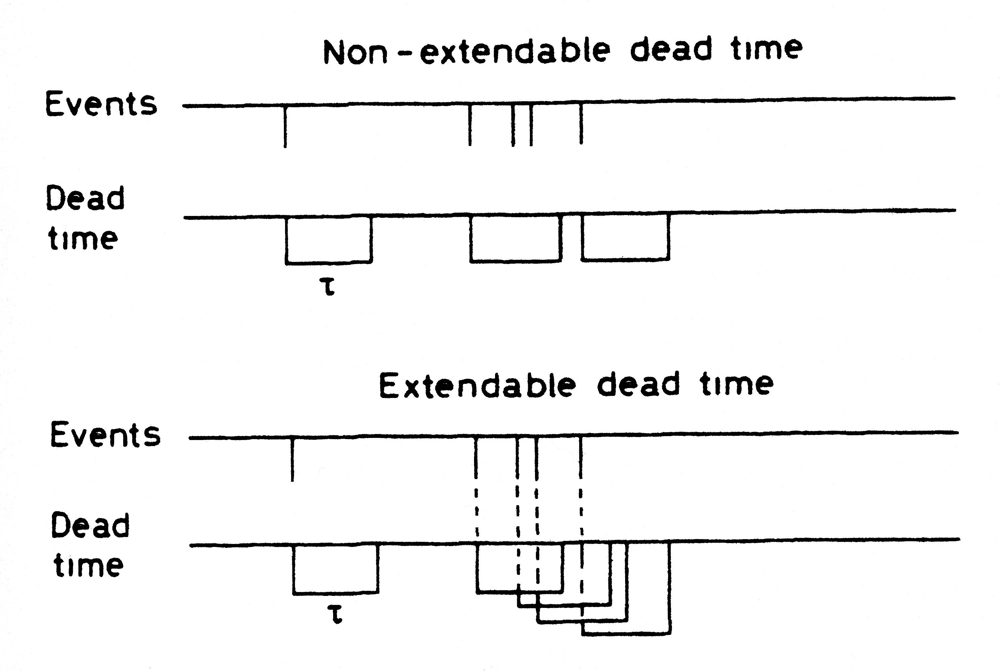 Non-extendable dead time
Events
Dead
time
τ
Extendable dead time
Events
Dead
time
τ